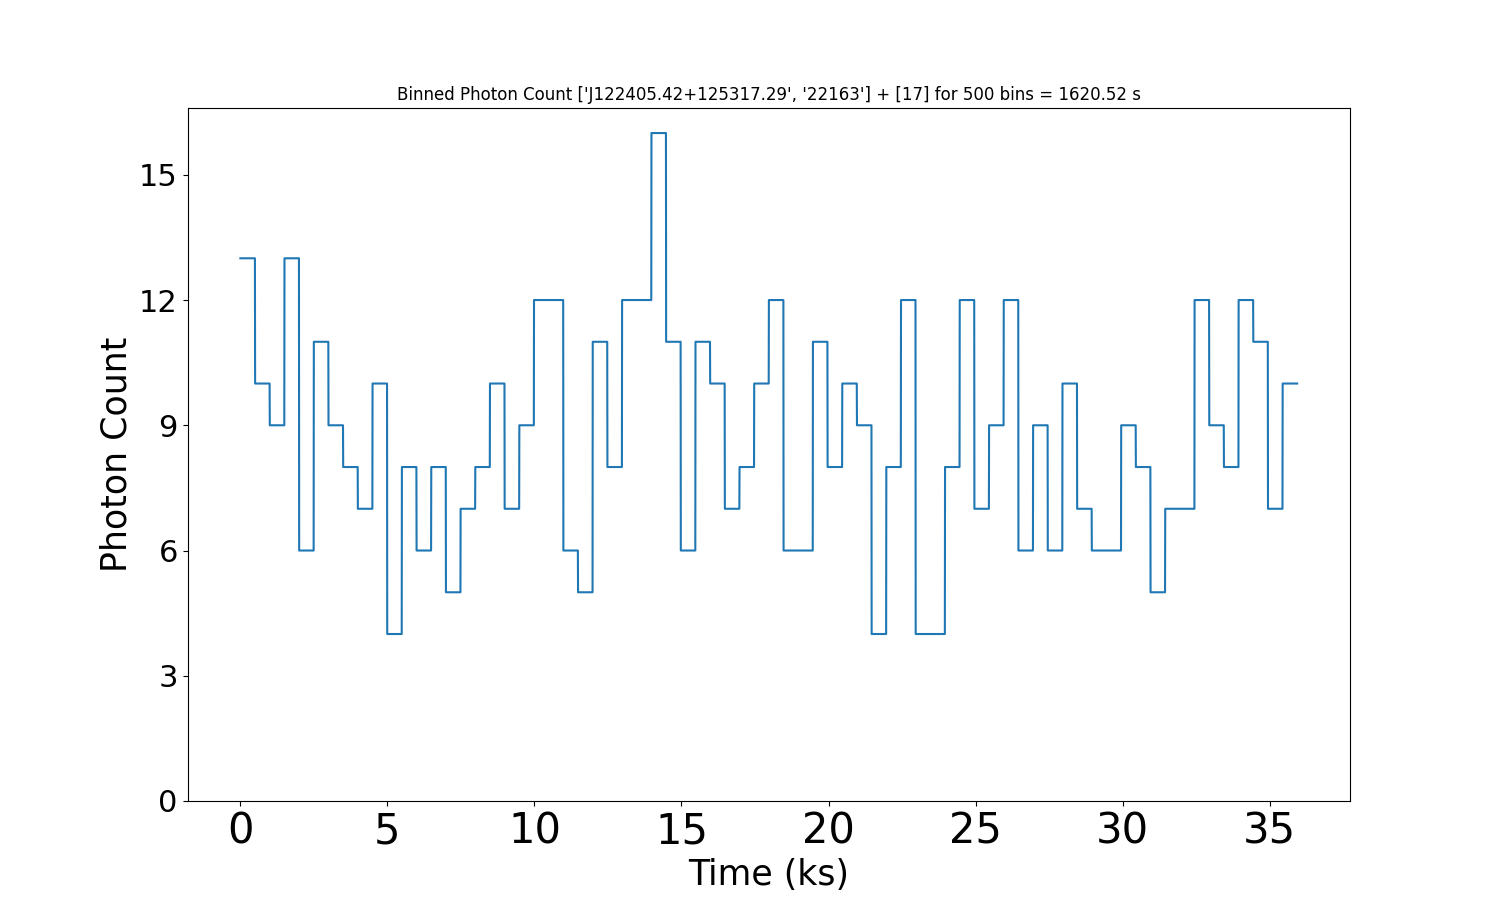 Binned Photon Count ['J122405.42+125317.29', '22163'] + [17] for 500 bins = 1620.52 s
15
12
9
6
3
0
Photon Count
0 5 10 15 20 25 30 35
Time (ks)